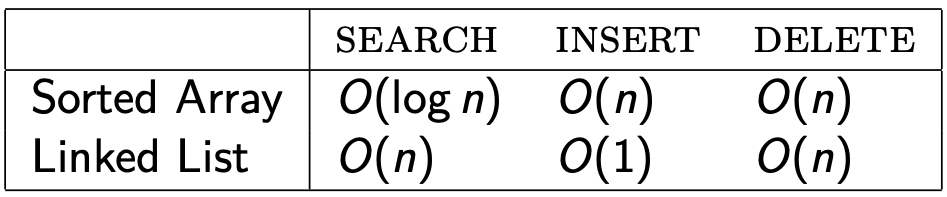 SEARCH INSERT DELETE
Sorted Array O(log n) O(n) O(n)
Linked List O(n) O(1) O(n)